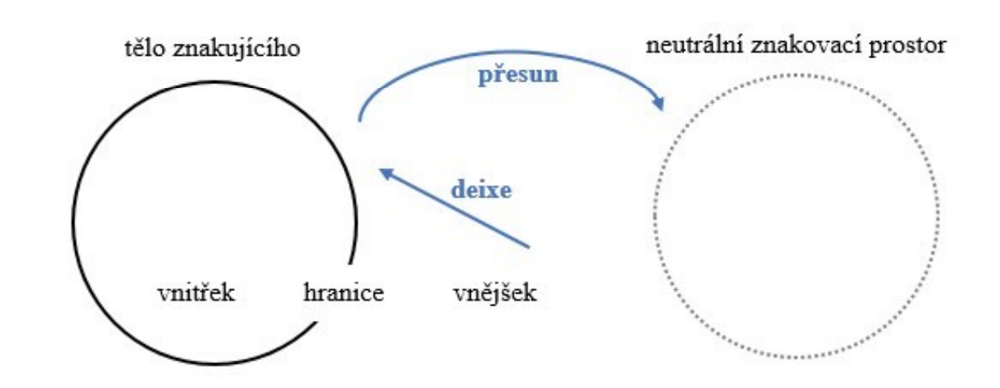 tělo znakujícího
neutrální znakovací prostor
přesun
deixe
vnitřek
hranice
vnějšek